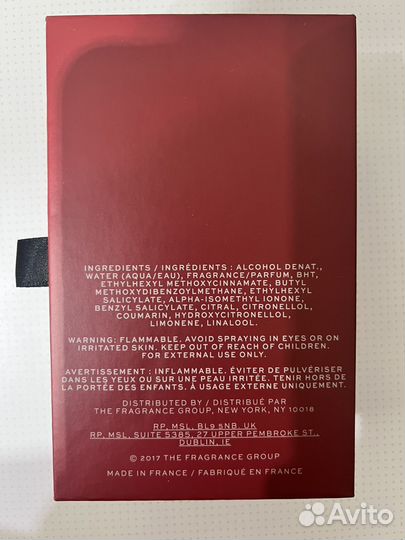 INGREDIENTS / INGRÉDIENTS : ALCOHOL DENAT.,
WATER (AQUA/EAU), FRAGRANCE/PARFUM, BHT,
ETHYLHEXYL METHOXYCINNAMATE, BUTYL
METHOXYDIBENZOYLMETHANE, ETHYLHEXYL
SALICYLATE, ALPHA-ISOMETHYL IONONE,
BENZYL SALICYLATE, CITRAL, CITRONELLOL,
COUMARIN, HYDROXYCITRONELLOL,
LIMONENE, LINALOOL.
WARNING: FLAMMABLE. AVOID SPRAYING IN EYES OR ON
IRRITATED SKIN. KEEP OUT OF REACH OF CHILDREN.
FOR EXTERNAL USE ONLY.
AVERTISSEMENT : INFLAMMABLE. ÉVITER DE PULVÉRISER
DANS LES YEUX OU SUR UNE PEAU IRRITÉE. TENIR HORS DE
LA PORTÉE DES ENFANTS. À USAGE EXTERNE UNIQUEMENT.
DISTRIBUTED BY / DISTRIBUÉ PAR
THE FRAGRANCE GROUP, NEW YORK, NY 10018
RP. MSL, BL9 5NB. UK
RP. MSL, SUITE 5385, 27 UPPER PEMBROKE ST.,
DUBLIN, IE
© 2017 THE FRAGRANCE GROUP
MADE IN FRANCE / FABRIQUÉ EN FRANCE
Avito